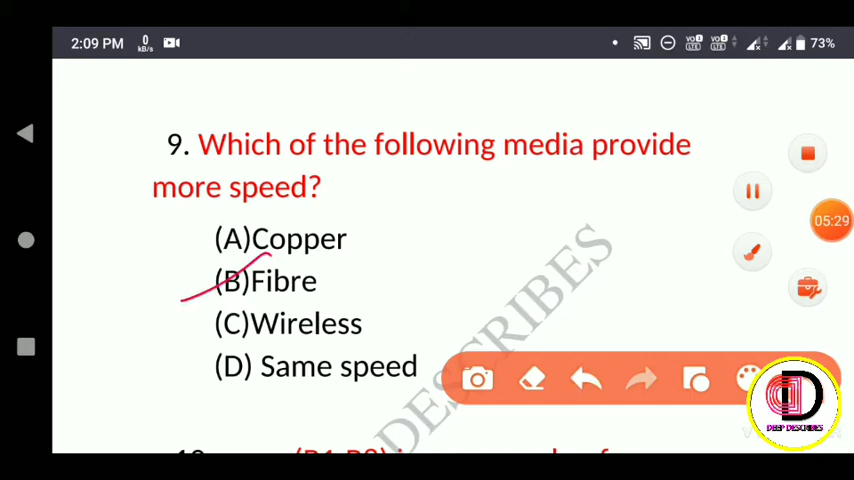 2:09 PM 0 kB/s 73%
9. Which of the following media provide
more speed?
(A)Copper
(B)Fibre
(C)Wireless
(D) Same speed
05:29
DESCRIBES
D
DEEP DESCRIBES